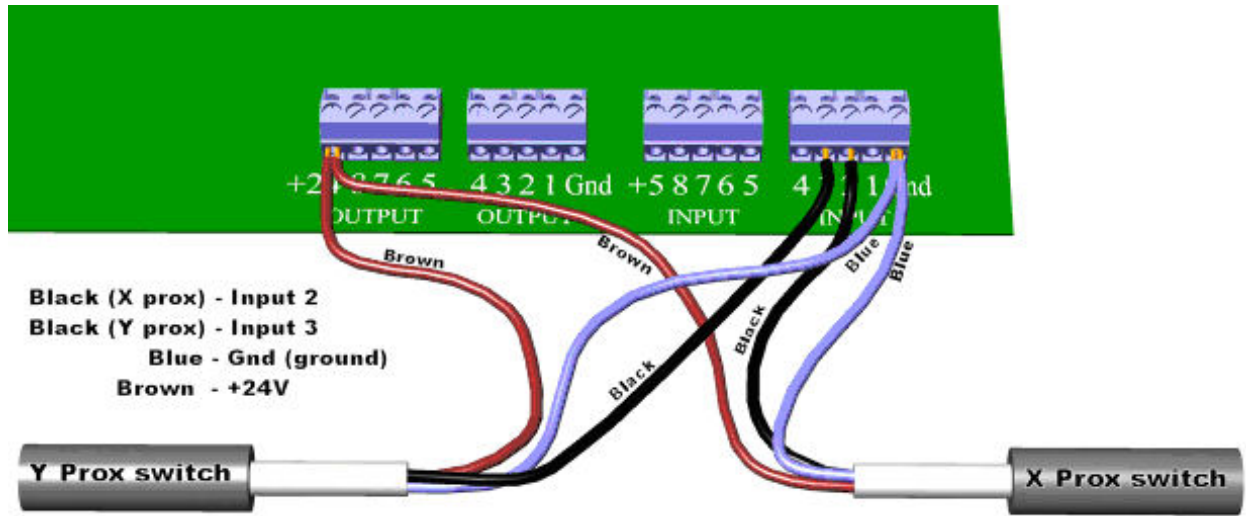 +24 8 7 6 5 4 3 2 1 Gnd +5 8 7 6 5 4 1 nd
OUTPUT OUTPUT INPUT INPUT
Brown
Brown
Blue
Blue
Black
Black
Black (X prox) - Input 2
Black (Y prox) - Input 3
Blue - Gnd (ground)
Brown - +24V
Y Prox switch
X Prox switch